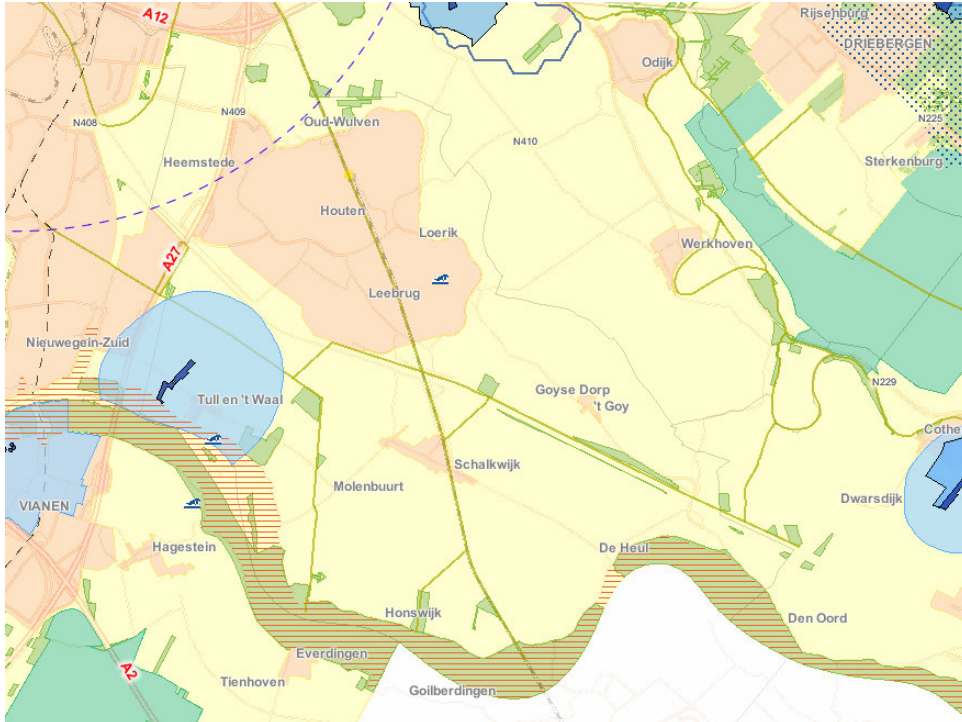 A12
Rijsenburg
DRIEBERGEN
Odijk
N408
N409
Oud-Wulven
N410
N225
Heemstede
Sterkenburg
Houten
Loerik
Werkhoven
A27
Leebrug
Nieuwegein-Zuid
Tull en 't Waal
Goyse Dorp
't Goy
N229
Cothe
Schalkwijk
Molenbuurt
Dwarsdijk
VIANEN
Hagestein
De Heul
Honswijk
Den Oord
Everdingen
A2
Tienhoven
Goilberdingen